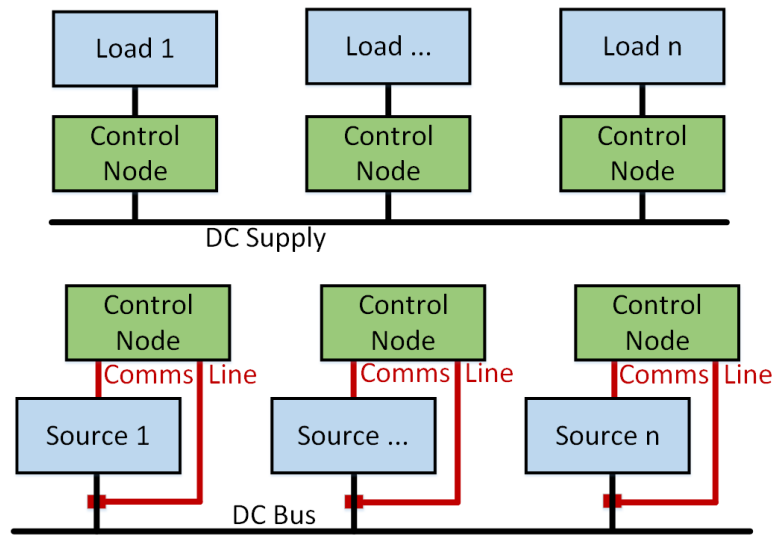 Load 1
Load ...
Load n
Control
Node
Control
Node
Control
Node
DC Supply
Control
Node
Control
Node
Control
Node
Comms Line
Comms Line
Comms Line
Source 1
Source ...
Source n
DC Bus